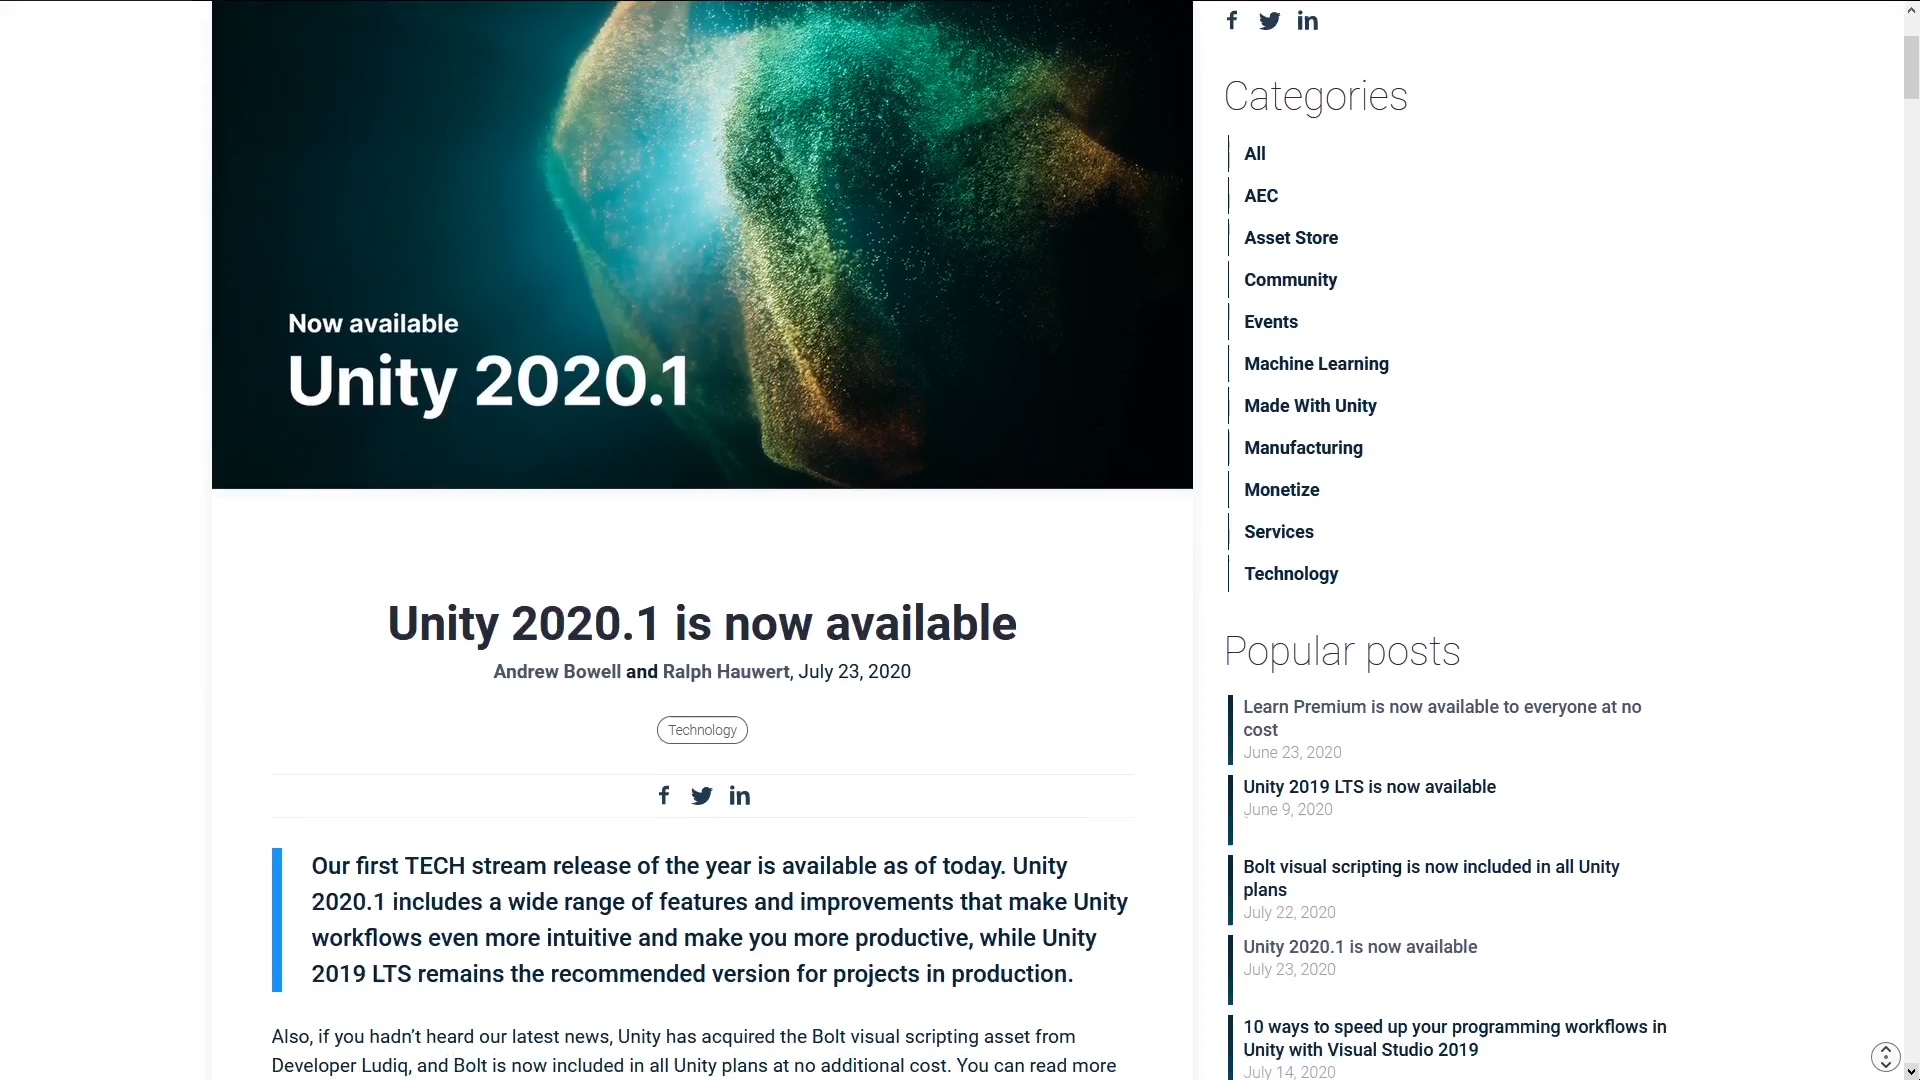 Now available
Unity 2020.1
Unity 2020.1 is now available
Andrew Bowell and Ralph Hauwert, July 23, 2020
Technology
Our first TECH stream release of the year is available as of today. Unity
2020.1 includes a wide range of features and improvements that make Unity
workflows even more intuitive and make you more productive, while Unity
2019 LTS remains the recommended version for projects in production.
Also, if you hadn’t heard our latest news, Unity has acquired the Bolt visual scripting asset from
Developer Ludiq, and Bolt is now included in all Unity plans at no additional cost. You can read more
Categories
All
AEC
Asset Store
Community
Events
Machine Learning
Made With Unity
Manufacturing
Monetize
Services
Technology
Popular posts
Learn Premium is now available to everyone at no
cost
June 23, 2020
Unity 2019 LTS is now available
June 9, 2020
Bolt visual scripting is now included in all Unity
plans
July 22, 2020
Unity 2020.1 is now available
July 23, 2020
10 ways to speed up your programming workflows in
Unity with Visual Studio 2019
July 14, 2020